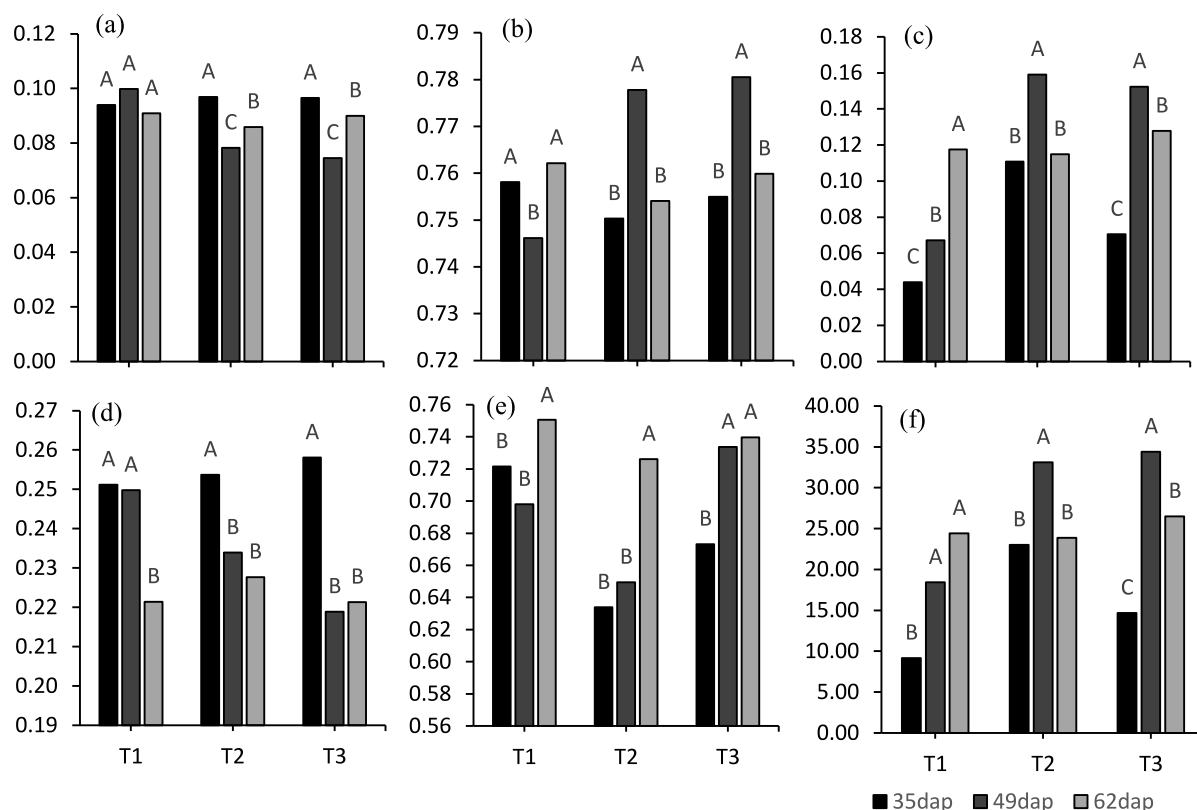 (a)
0.12
0.10
0.08
0.06
0.04
0.02
0.00
A A A
A C B
A C B
(b)
0.79
0.78
0.77
0.76
0.75
0.74
0.73
0.72
A B A
B A B
B A B
(c)
0.18
0.16
0.14
0.12
0.10
0.08
0.06
0.04
0.02
0.00
C B A
B A B
C A B
(d)
0.27
0.26
0.25
0.24
0.23
0.22
0.21
0.20
0.19
A A B
A B B
A B B
T1 T2 T3
(e)
0.76
0.74
0.72
0.70
0.68
0.66
0.64
0.62
0.60
0.58
0.56
B B A
B B A
B A A
T1 T2 T3
(f)
40.00
35.00
30.00
25.00
20.00
15.00
10.00
5.00
0.00
B A A
B A B
C A B
T1 T2 T3
35dap 49dap 62dap